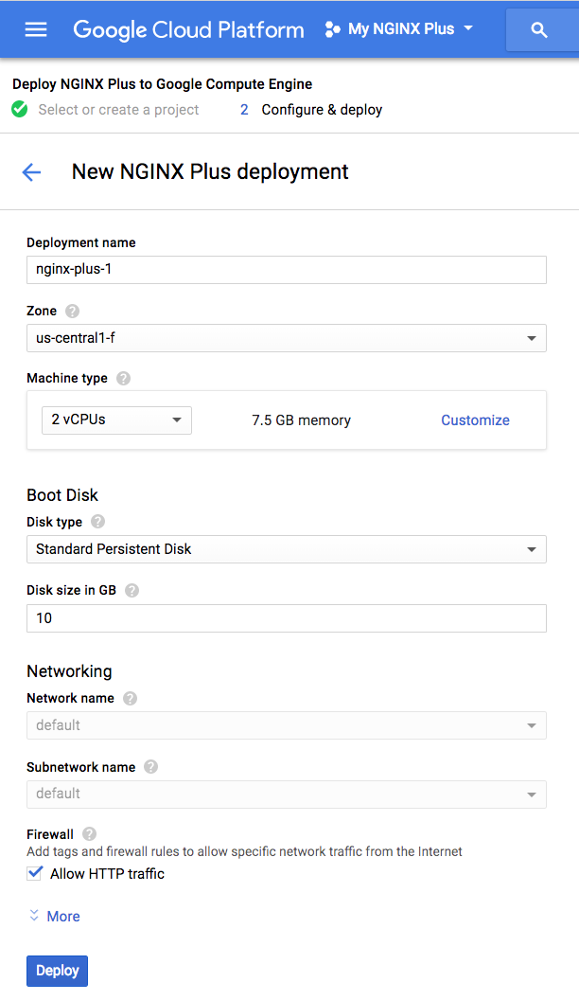 Google Cloud Platform My NGINX Plus
Deploy NGINX Plus to Google Compute Engine
Select or create a project 2 Configure & deploy
New NGINX Plus deployment
Deployment name
nginx-plus-1
Zone ?
us-central1-f
Machine type ?
2 vCPUs 7.5 GB memory Customize
Boot Disk
Disk type ?
Standard Persistent Disk
Disk size in GB ?
10
Networking
Network name ?
default
Subnetwork name ?
default
Firewall ?
Add tags and firewall rules to allow specific network traffic from the Internet
Allow HTTP traffic
More
Deploy